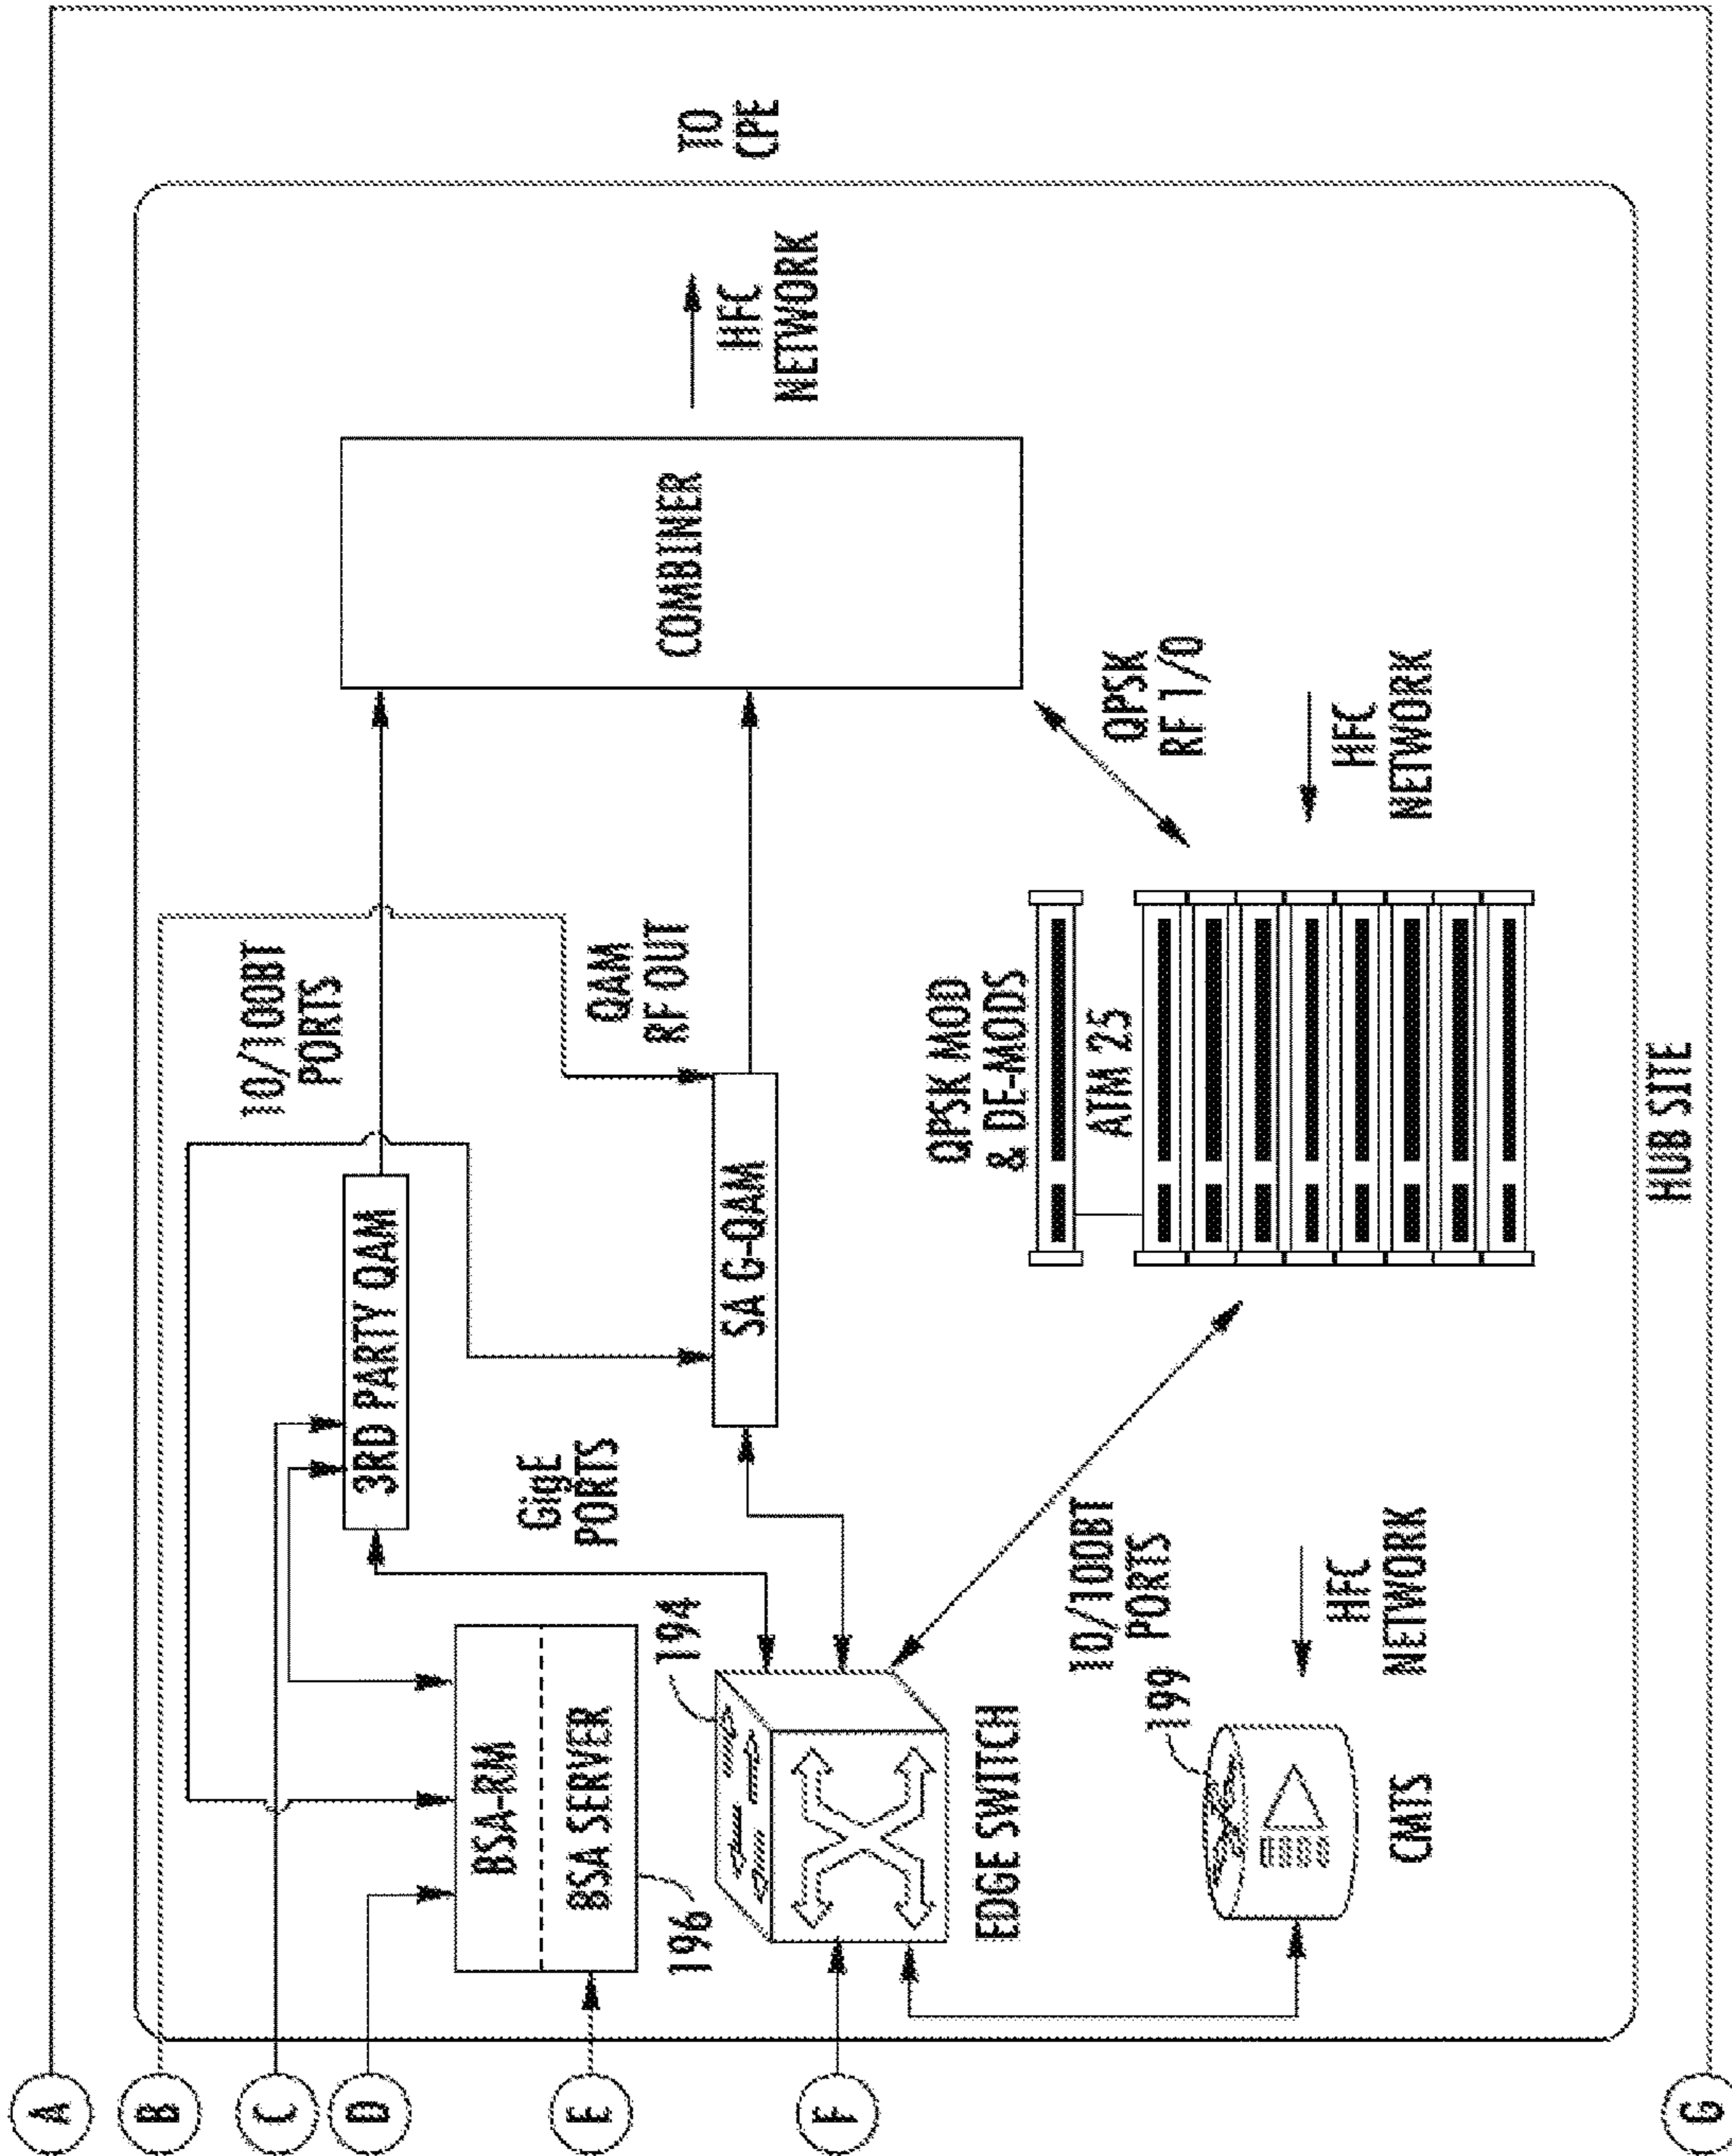 A
B
C
D
E
F
G
10/100BT
PORTS
3RD PARTY QAM
BSA-RM
BSA SERVER
196
GigE
PORTS
194
QAM
RF OUT
SA G-QAM
COMBINER
HFC
NETWORK
TO
CPE
EDGE SWITCH
10/100BT
PORTS
QPSK MOD
& DE-MODS
ATM 25
QPSK
RF 1/0
HFC
NETWORK
199
CMTS
HFC
NETWORK
HUB SITE